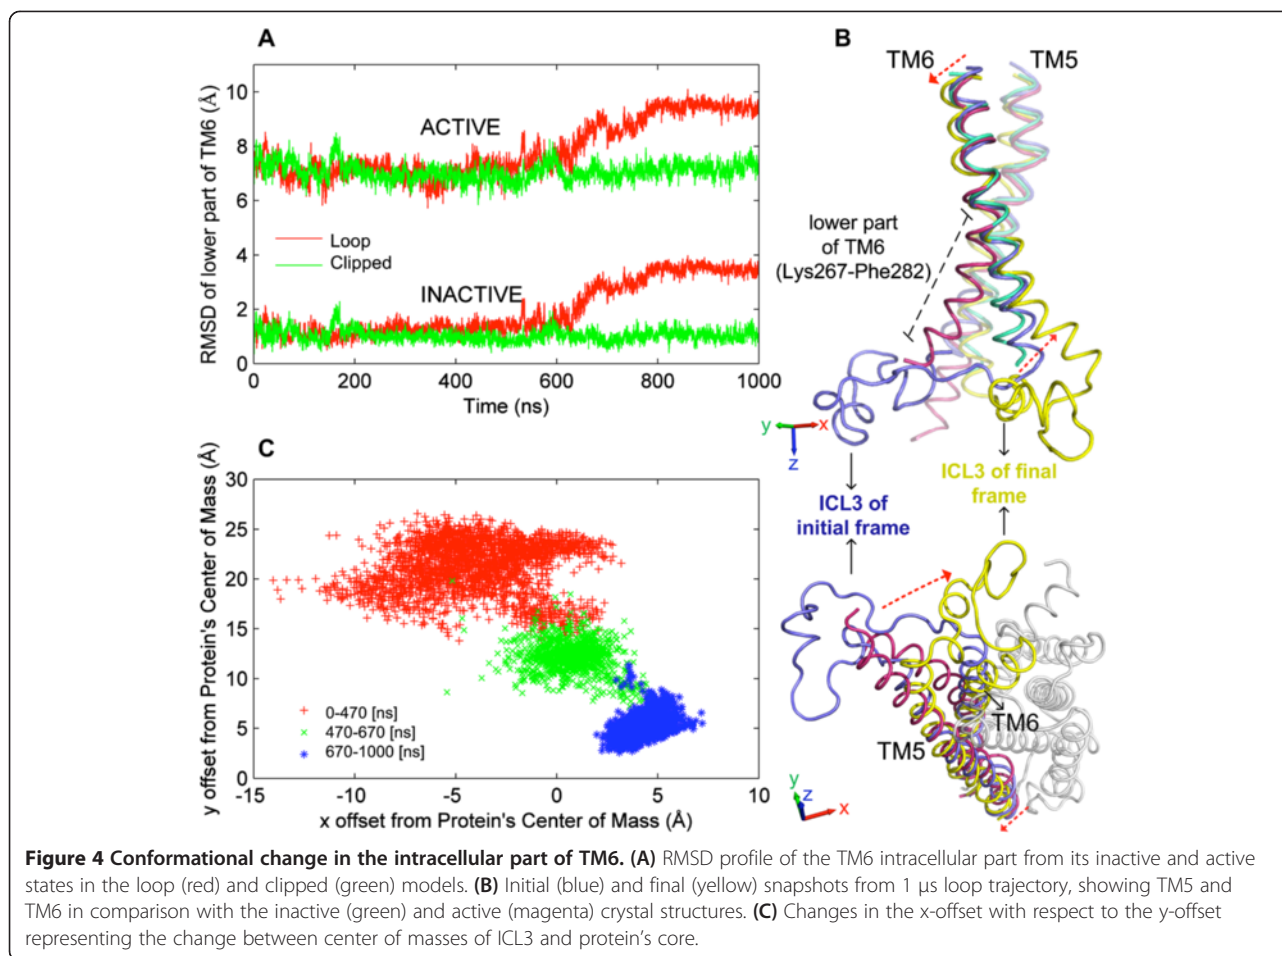 A
RMSD of lower part of TM6 (Å)
10
8
6
4
2
0
ACTIVE
Loop
Clipped
INACTIVE
0
200
400
600
800
1000
Time (ns)
B
TM6
TM5
lower part
of TM6
(Lys267-Phe282)
y
x
z
ICL3 of
initial frame
ICL3 of final
frame
TM6
TM5
y
z
x
C
y offset from Protein's Center of Mass (Å)
30
25
20
15
10
5
0
0-470 [ns]
470-670 [ns]
670-1000 [ns]
-15
-10
-5
0
5
10
x offset from Protein's Center of Mass (Å)
Figure 4 Conformational change in the intracellular part of TM6. (A) RMSD profile of the TM6 intracellular part from its inactive and active
states in the loop (red) and clipped (green) models. (B) Initial (blue) and final (yellow) snapshots from 1 μs loop trajectory, showing TM5 and
TM6 in comparison with the inactive (green) and active (magenta) crystal structures. (C) Changes in the x-offset with respect to the y-offset
representing the change between center of masses of ICL3 and protein's core.